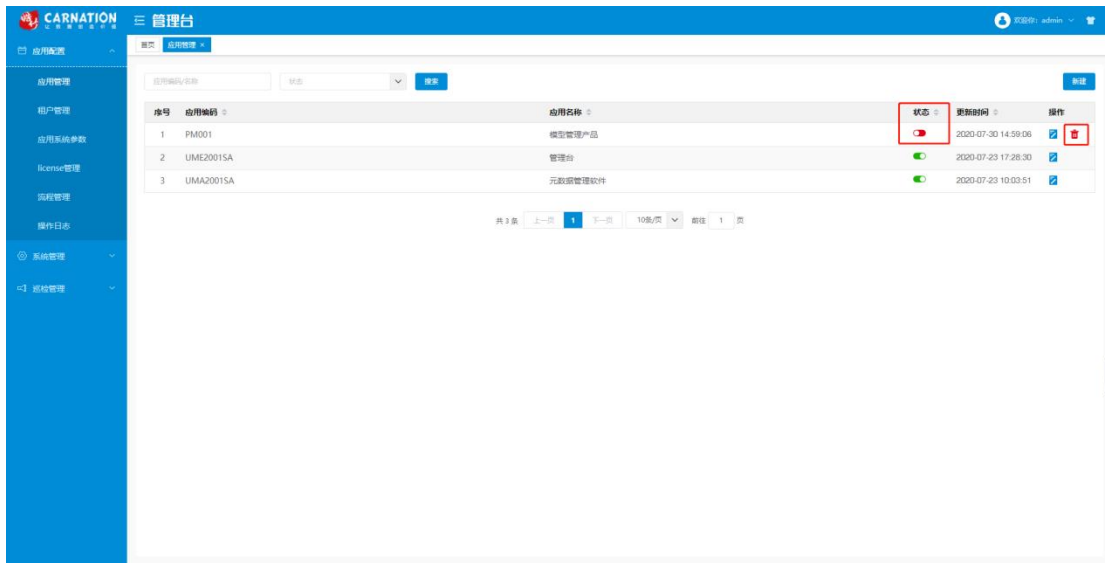 CARNATION 管理台 欢迎你: admin
应用配置
首页 应用管理 ×
应用管理
应用编码/名称 状态 搜索 新建
租户管理
序号 应用编码 应用名称 状态 更新时间 操作
应用系统参数
1 PM001 模型管理产品 2020-07-30 14:59:06
2 UME2001SA 管理台 2020-07-23 17:28:30
license管理
3 UMA2001SA 元数据管理软件 2020-07-23 10:03:51
流程管理
共 3 条 上一页 1 下一页 10条/页 前往 1 页
操作日志
系统管理
巡检管理